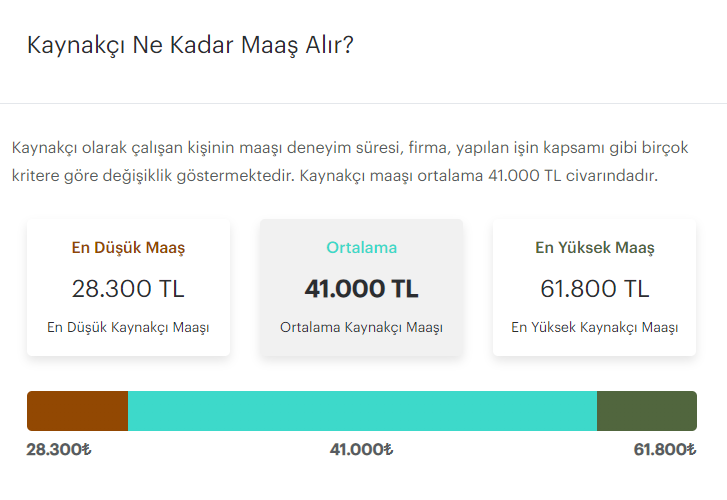 Kaynakçı Ne Kadar Maaş Alır?
Kaynakçı olarak çalışan kişinin maaşı deneyim süresi, firma, yapılan işin kapsamı gibi birçok
kritere göre değişiklik göstermektedir. Kaynakçı maaşı ortalama 41.000 TL civarındadır.
En Düşük Maaş
28.300 TL
En Düşük Kaynakçı Maaşı
Ortalama
41.000 TL
Ortalama Kaynakçı Maaşı
En Yüksek Maaş
61.800 TL
En Yüksek Kaynakçı Maaşı
28.300₺
41.000₺
61.800₺